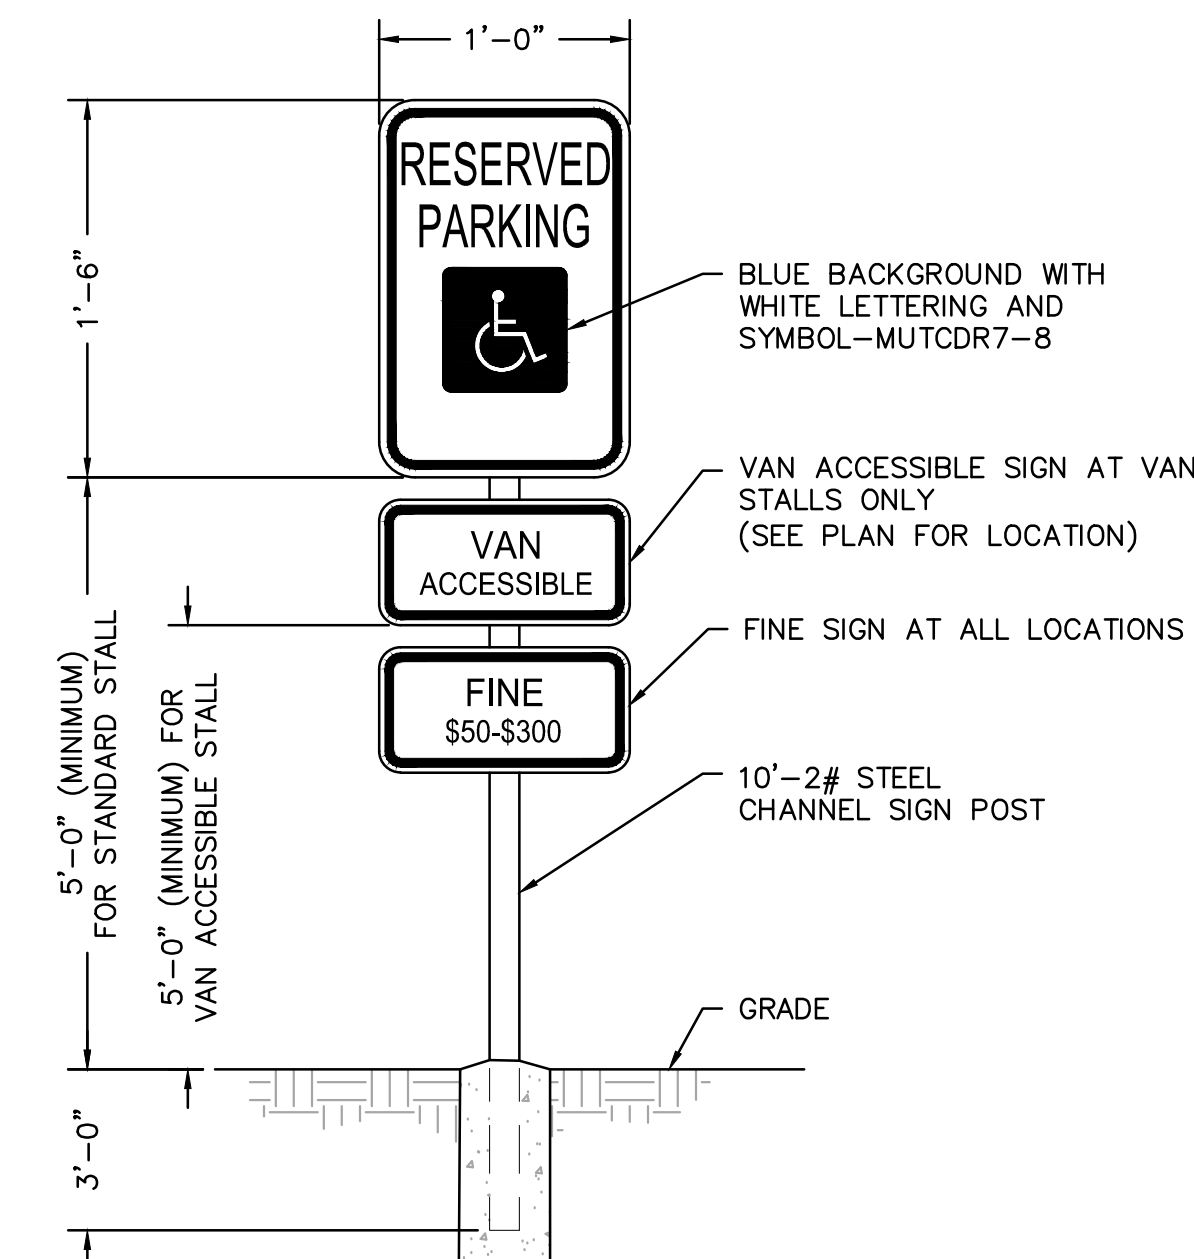 1'-0"
RESERVED
PARKING
1'-6"
BLUE BACKGROUND WITH
WHITE LETTERING AND
SYMBOL-MUTCDR7-8
VAN ACCESSIBLE SIGN AT VAN
STALLS ONLY
(SEE PLAN FOR LOCATION)
VAN
ACCESSIBLE
FINE SIGN AT ALL LOCATIONS
FINE
$50-$300
5'-0" (MINIMUM)
FOR STANDARD STALL
5'-0" (MINIMUM) FOR
VAN ACCESSIBLE STALL
10'-2# STEEL
CHANNEL SIGN POST
GRADE
3'-0"